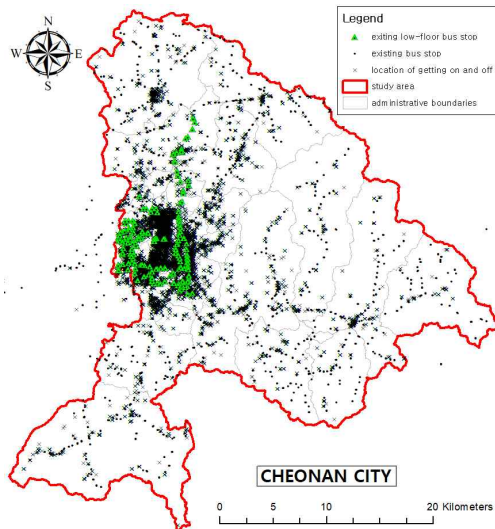 N
W
E
S
Legend
exiting low-floor bus stop
existing bus stop
location of getting on and off
study area
administrative boundaries
CHEONAN CITY
0 5 10 20 Kilometers